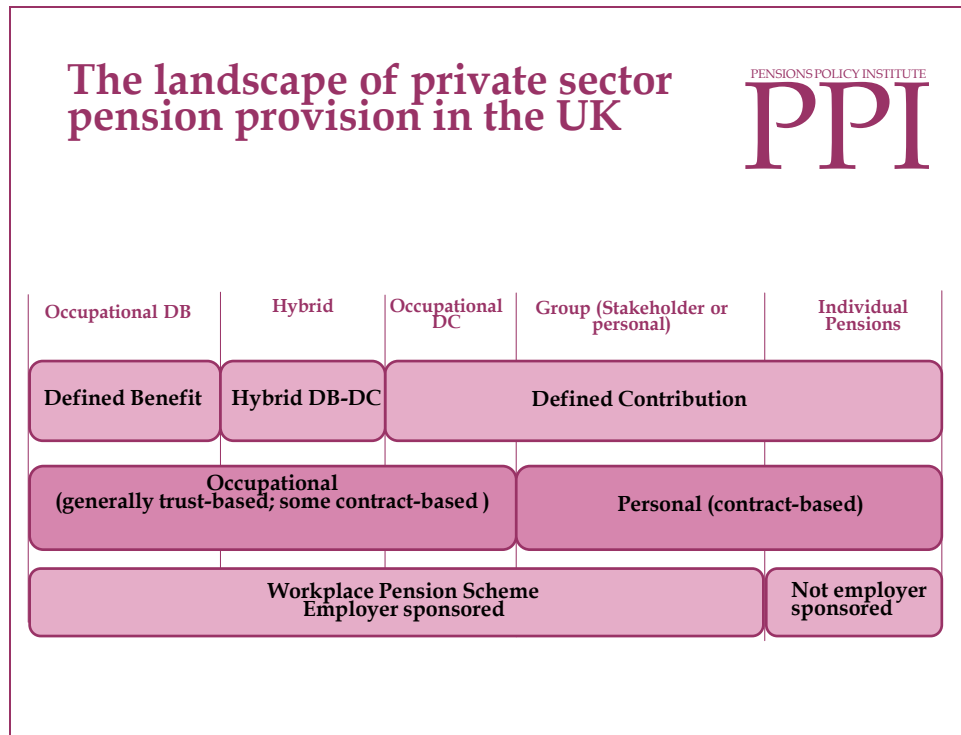 The landscape of private sector
pension provision in the UK
PENSIONS POLICY INSTITUTE
PPI
Occupational DB
Hybrid
Occupational
DC
Group (Stakeholder or
personal)
Individual
Pensions
Defined Benefit
Hybrid DB-DC
Defined Contribution
Occupational
(generally trust-based; some contract-based )
Personal (contract-based)
Workplace Pension Scheme
Employer sponsored
Not employer
sponsored